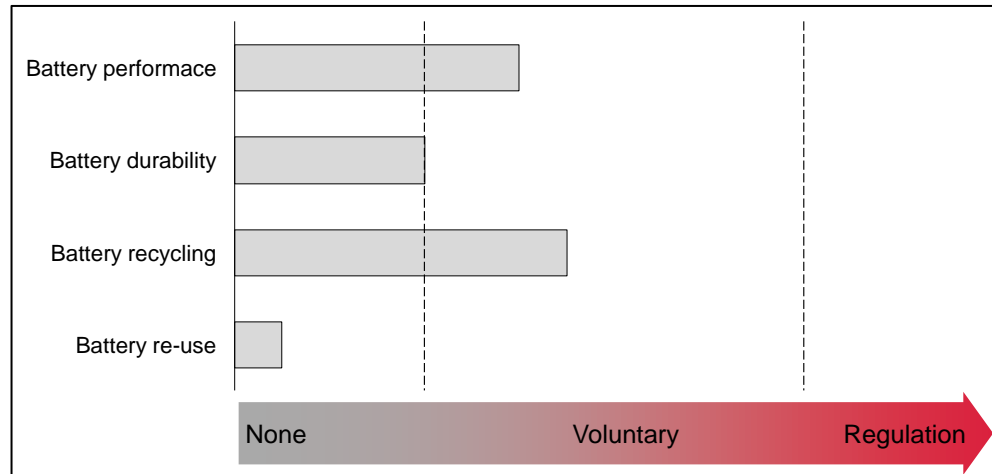 Battery performace
Battery durability
Battery recycling
Battery re-use
None Voluntary Regulation